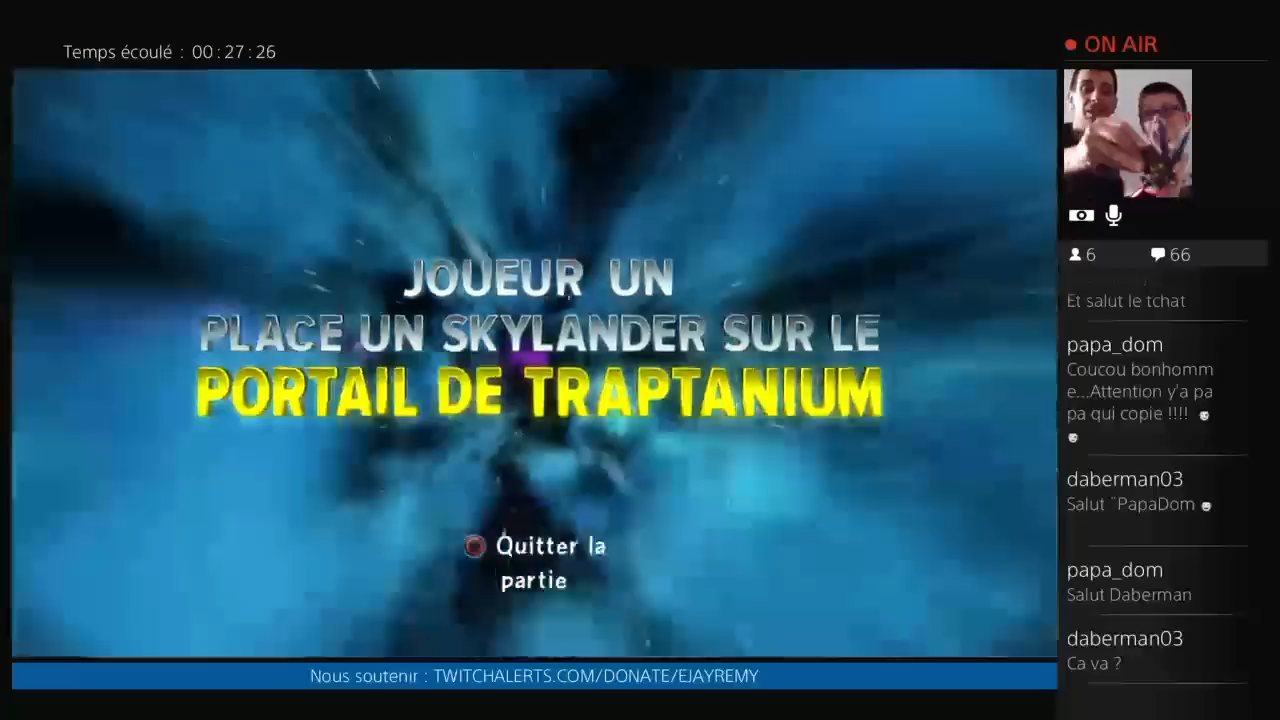 Temps écoulé : 00:27:26
ON AIR
JOUEUR UN
PLACE UN SKYLANDER SUR LE
PORTAIL DE TRAPTANIUM
Quitter la
partie
Nous soutenir : TWITCHALERTS.COM/DONATE/EJAYREMY
6 66
Et salut le tchat
papa_dom
Coucou bonhomm
e...Attention y'a pa
pa qui copie !!!!
daberman03
Salut ¨PapaDom
papa_dom
Salut Daberman
daberman03
Ca va ?